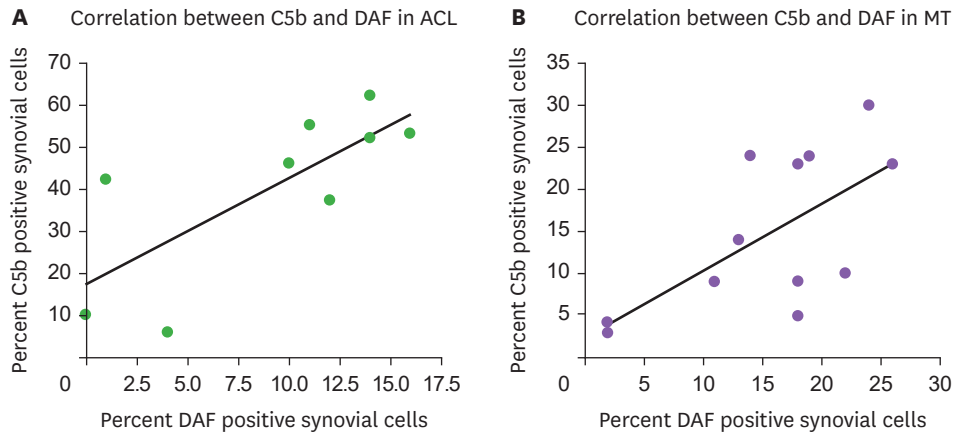 A Correlation between C5b and DAF in ACL
Percent C5b positive synovial cells
70
60
50
40
30
20
10
0 2.5 5.0 7.5 10.0 12.5 15.0 17.5
Percent DAF positive synovial cells
B Correlation between C5b and DAF in MT
Percent C5b positive synovial cells
35
30
25
20
15
10
5
0 5 10 15 20 25 30
Percent DAF positive synovial cells